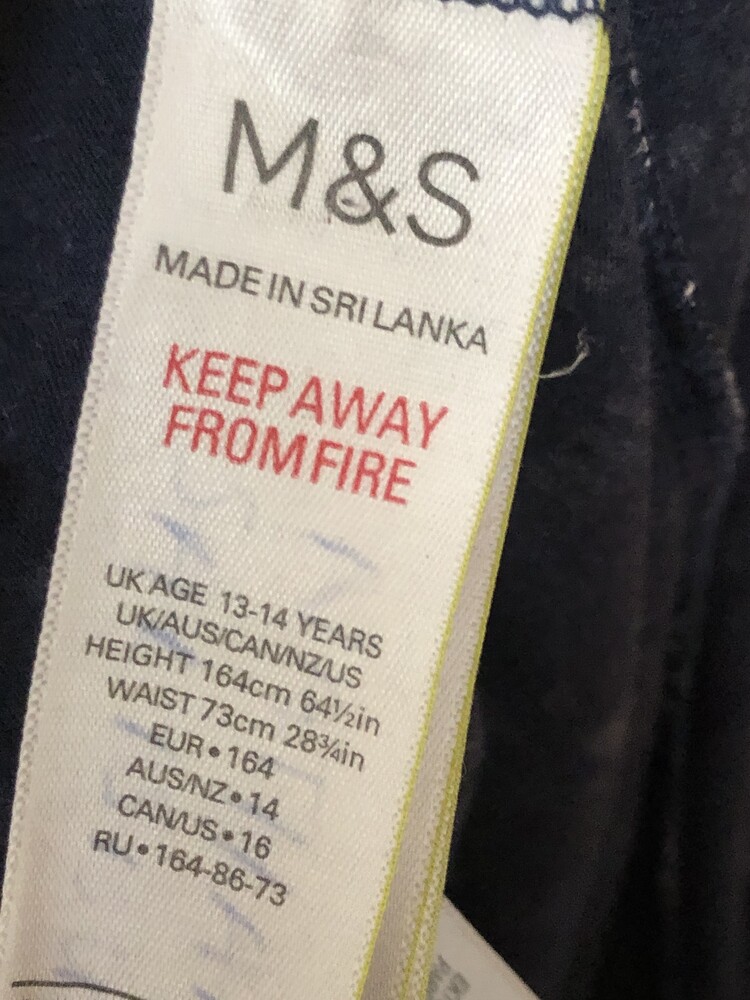 M&S
MADE IN SRI LANKA
KEEP AWAY
FROM FIRE
UK AGE 13-14 YEARS
UK/AUS/CAN/NZ/US
HEIGHT 164cm 64½in
WAIST 73cm 28¾in
EUR•164
AUS/NZ•14
CAN/US•16
RU•164-86-73